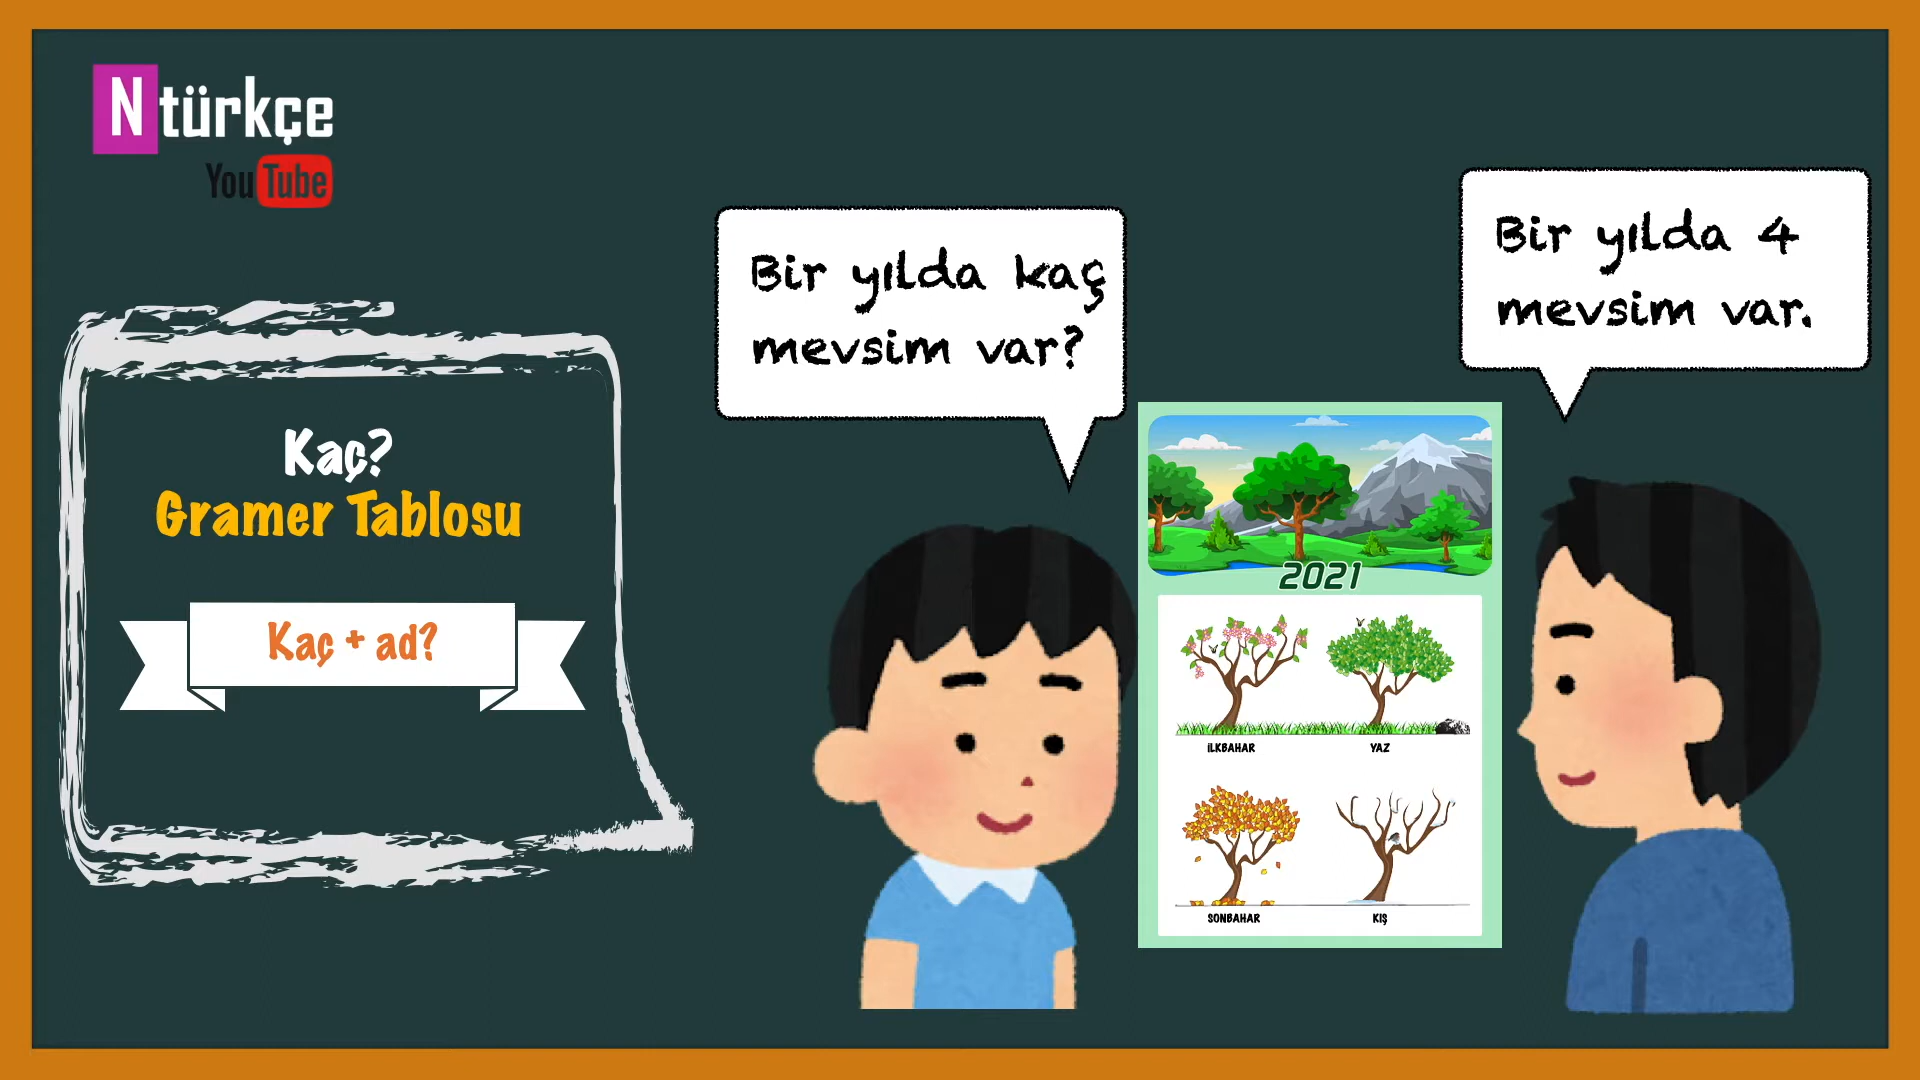 Ntürkçe
YouTube
Kaç?
Gramer Tablosu
Kaç + ad?
Bir yılda kaç
mevsim var?
Bir yılda 4
mevsim var.
2021
İLKBAHAR
YAZ
SONBAHAR
KIŞ